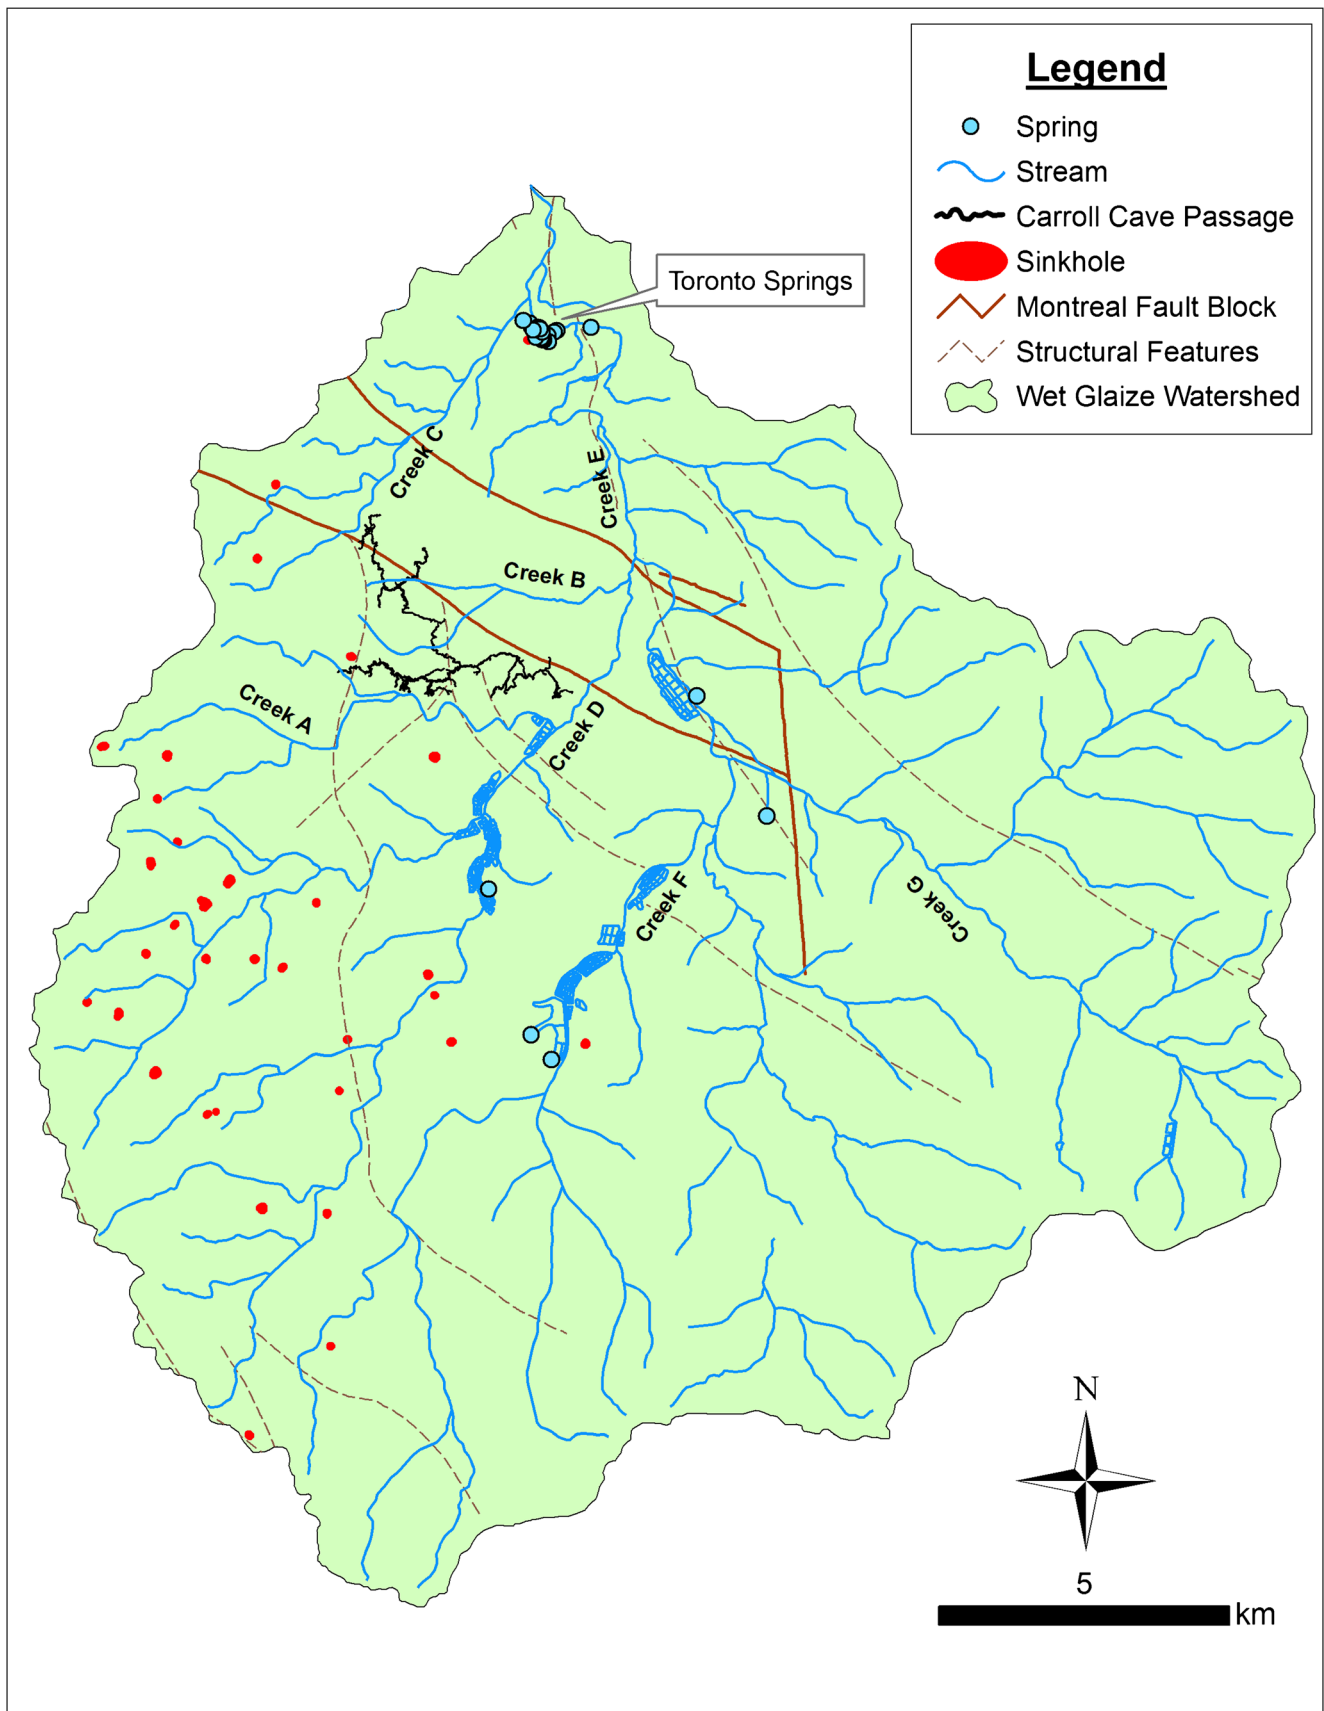 Legend
Spring
Stream
Carroll Cave Passage
Sinkhole
Montreal Fault Block
Structural Features
Wet Glaize Watershed
Toronto Springs
Creek C
Creek E
Creek B
Creek A
Creek D
Creek F
Creek G
N
5
km